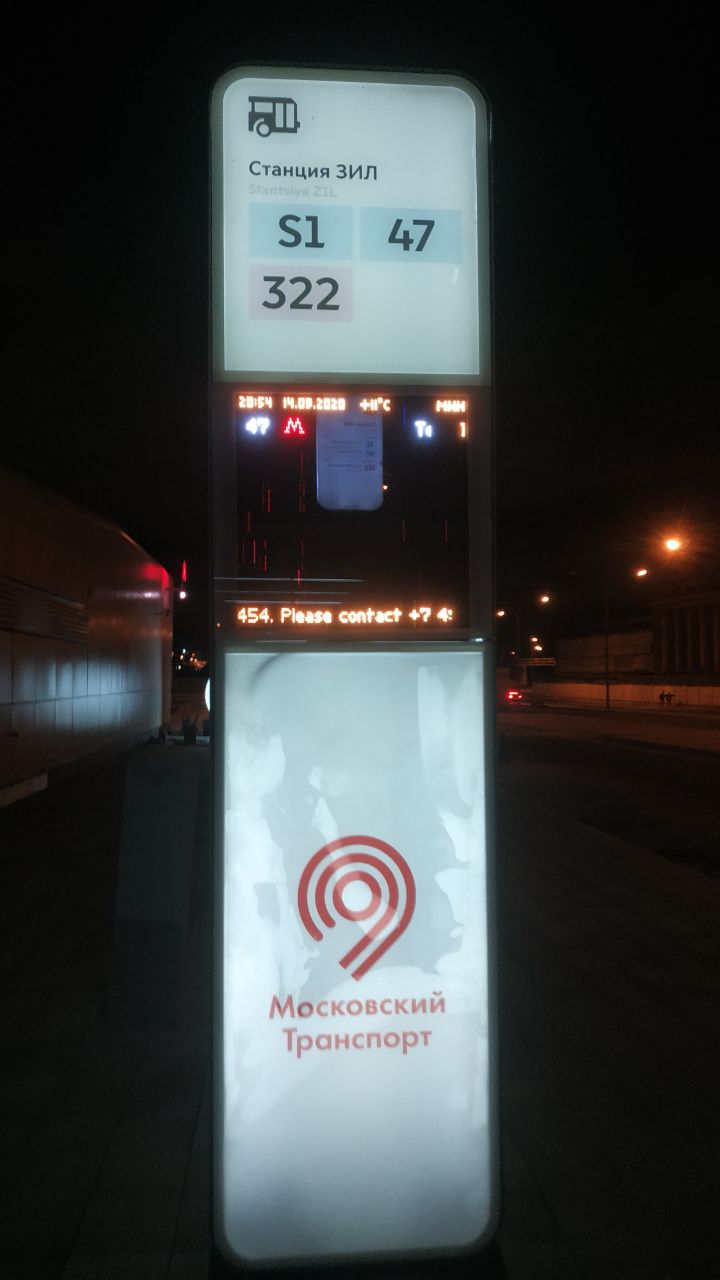 Станция ЗИЛ
Stantsiya ZIL
S1 47
322
20:54 14.09.2020 +11°C МИН
47 М Т 1
454. Please contact +7 4
Московский
Транспорт